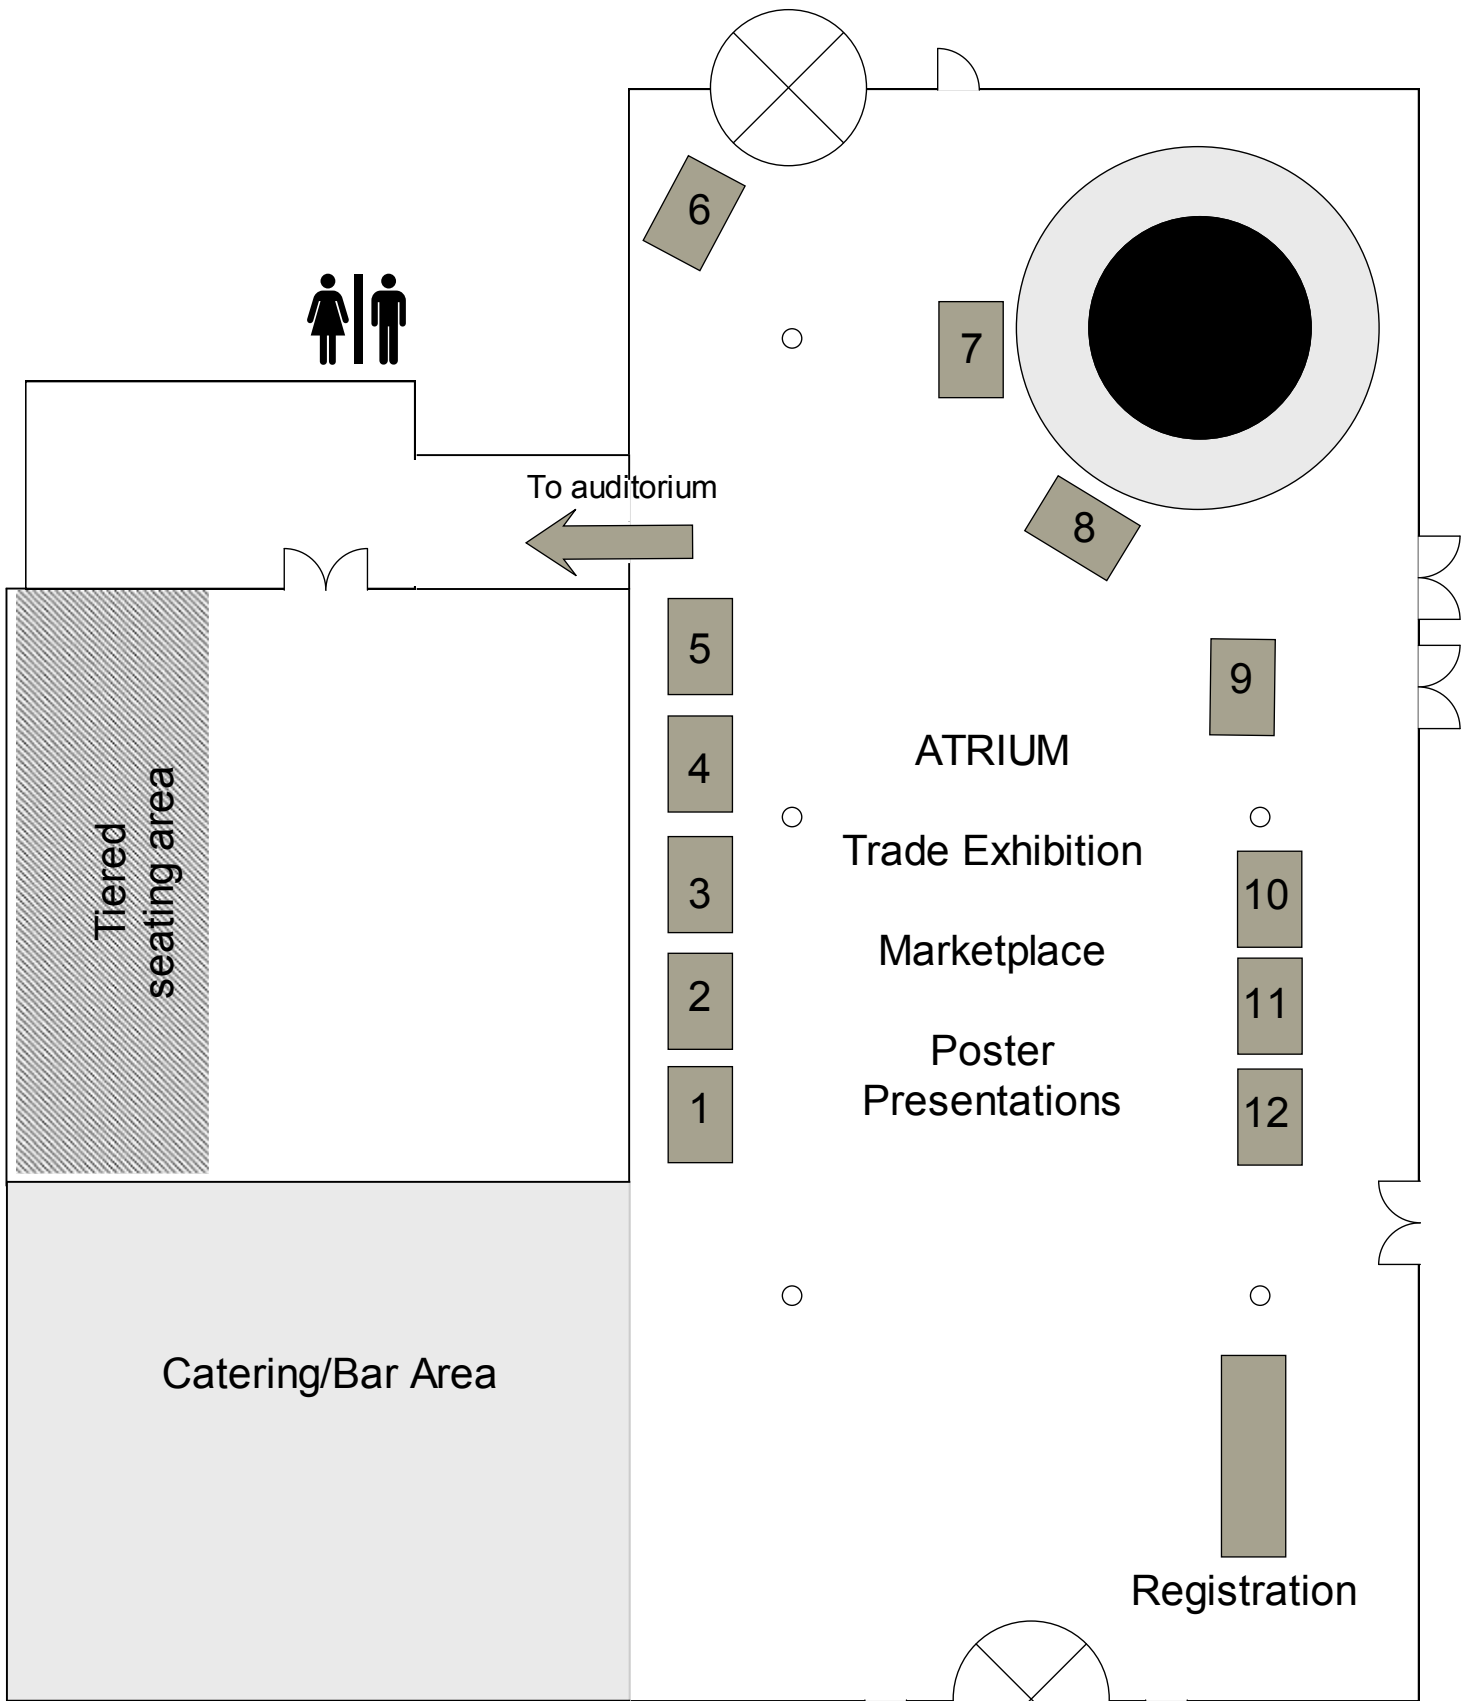 6
7
To auditorium
8
5
9
4
ATRIUM
Trade Exhibition
3
10
Tiered
seating area
Marketplace
2
11
Poster
Presentations
1
12
Catering/Bar Area
Registration